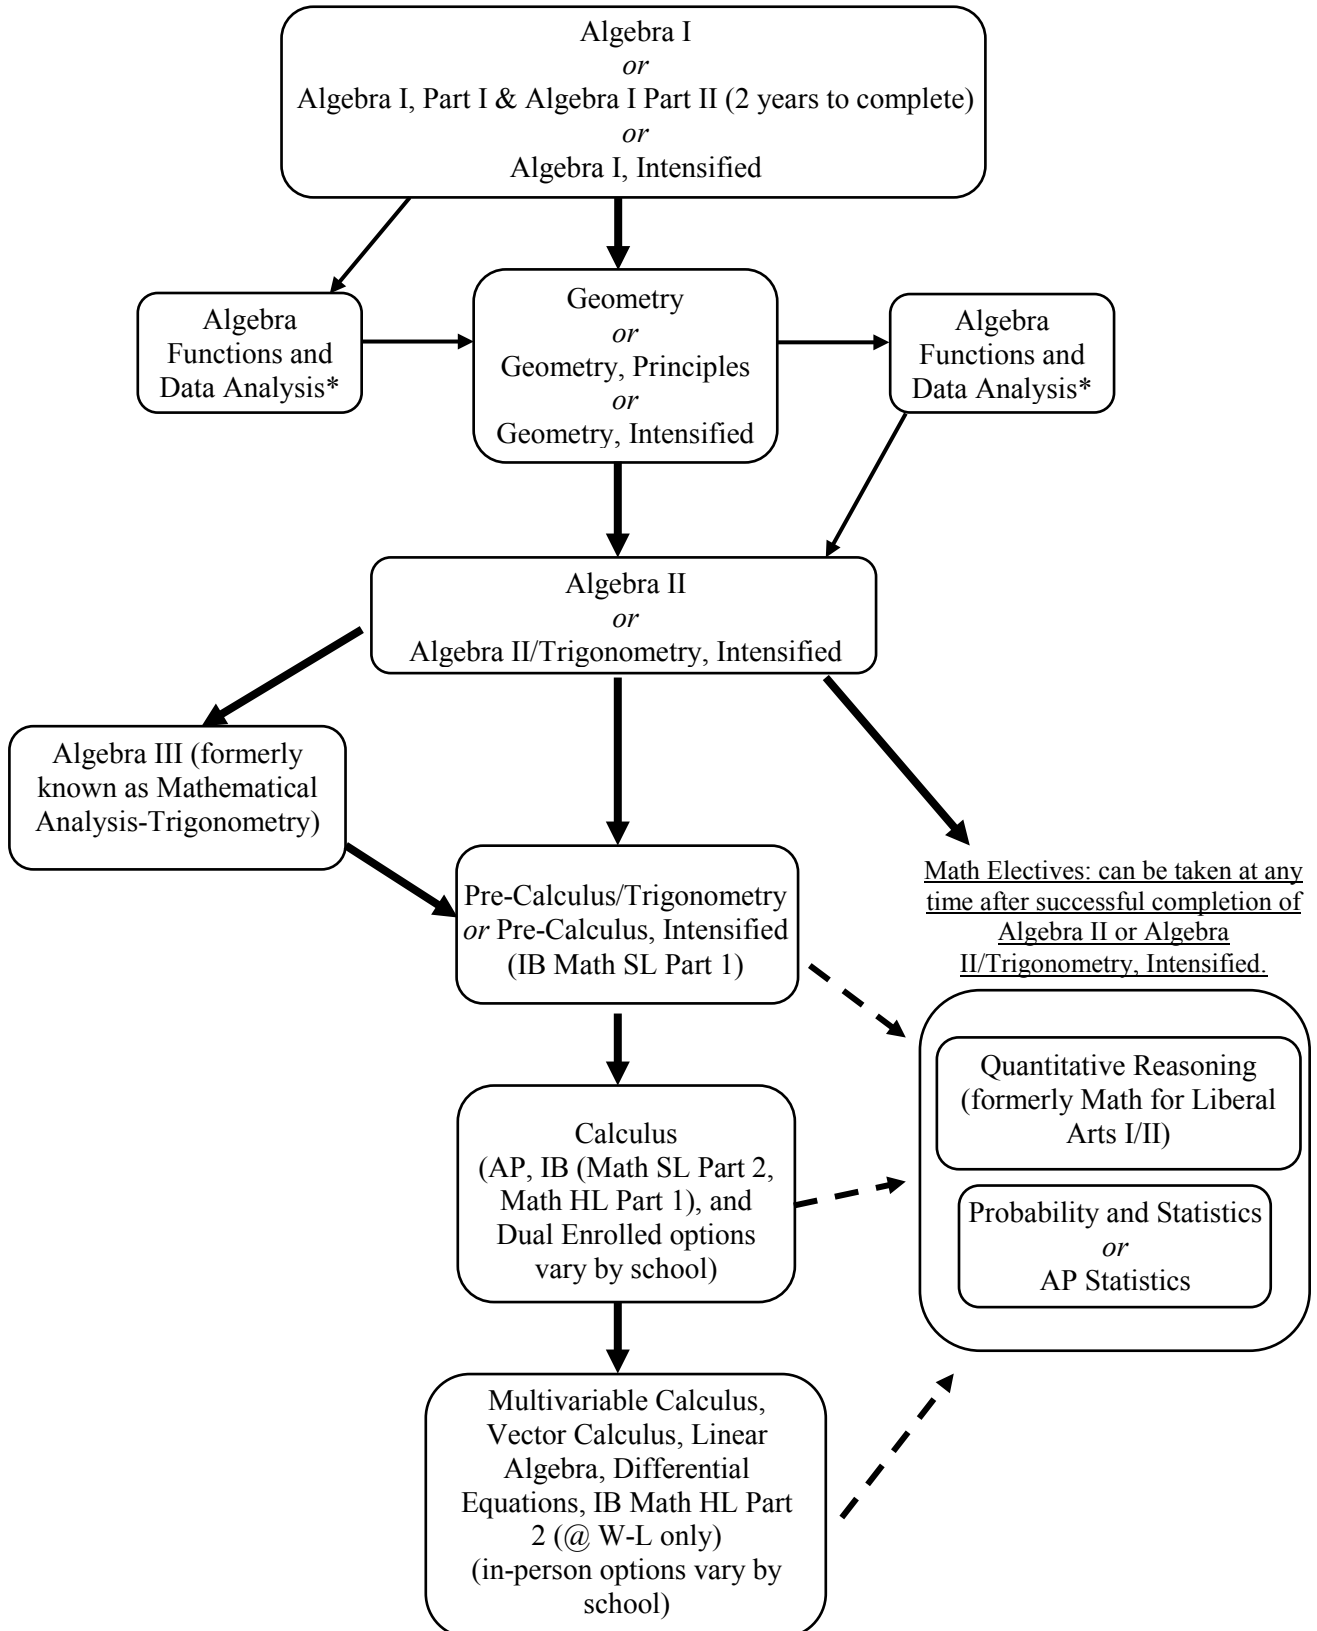 Algebra I
or
Algebra I, Part I & Algebra I Part II (2 years to complete)
or
Algebra I, Intensified
Algebra
Functions and
Data Analysis*
Geometry
or
Geometry, Principles
or
Geometry, Intensified
Algebra
Functions and
Data Analysis*
Algebra II
or
Algebra II/Trigonometry, Intensified
Algebra III (formerly
known as Mathematical
Analysis-Trigonometry)
Pre-Calculus/Trigonometry
or Pre-Calculus, Intensified
(IB Math SL Part 1)
Math Electives: can be taken at any
time after successful completion of
Algebra II or Algebra
II/Trigonometry, Intensified.
Quantitative Reasoning
(formerly Math for Liberal
Arts I/II)
Probability and Statistics
or
AP Statistics
Calculus
(AP, IB (Math SL Part 2,
Math HL Part 1), and
Dual Enrolled options
vary by school)
Multivariable Calculus,
Vector Calculus, Linear
Algebra, Differential
Equations, IB Math HL Part
2 (@ W-L only)
(in-person options vary by
school)